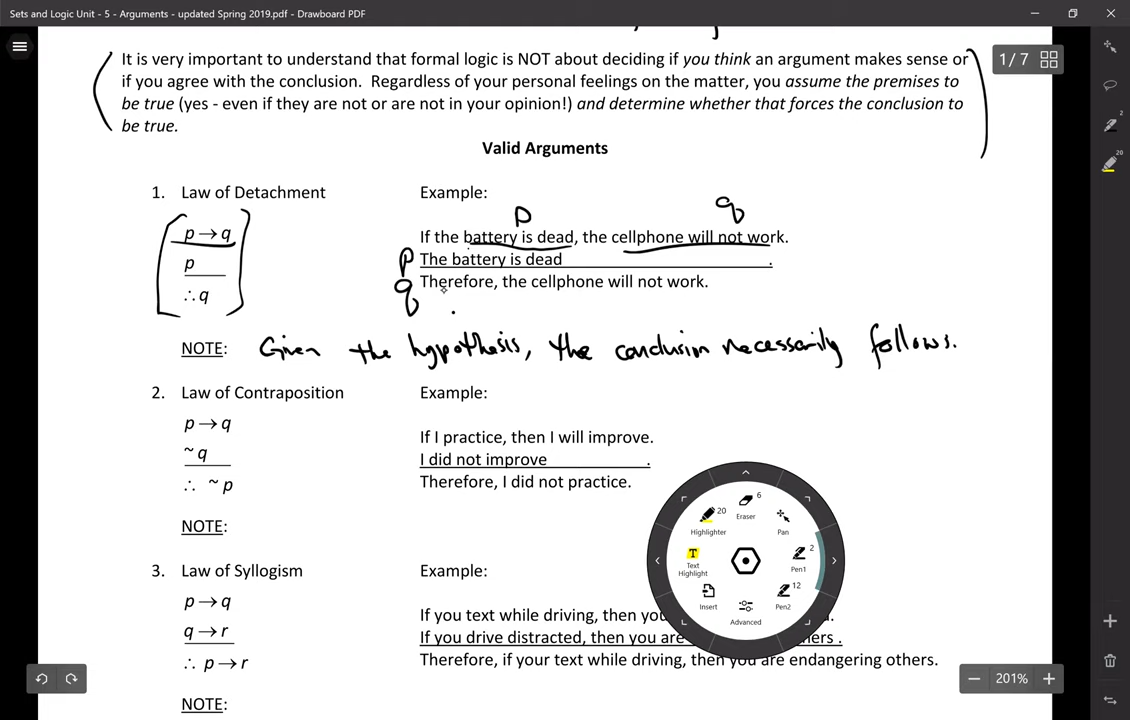 Sets and Logic Unit - 5 - Arguments - updated Spring 2019.pdf - Drawboard PDF
It is very important to understand that formal logic is NOT about deciding if you think an argument makes sense or
if you agree with the conclusion. Regardless of your personal feelings on the matter, you assume the premises to
be true (yes - even if they are not or are not in your opinion!) and determine whether that forces the conclusion to
be true.
1 / 7
Valid Arguments
1. Law of Detachment
Example:
p q
p → q
If the battery is dead, the cellphone will not work.
p
p The battery is dead .
∴ q
q Therefore, the cellphone will not work.
NOTE: Given the hypothesis, the conclusion necessarily follows.
2. Law of Contraposition
Example:
p → q
If I practice, then I will improve.
~ q
I did not improve .
∴ ~ p
Therefore, I did not practice.
NOTE:
3. Law of Syllogism
Example:
p → q
If you text while driving, then you
q → r
If you drive distracted, then you are hers .
∴ p → r
Therefore, if your text while driving, then you are endangering others.
NOTE:
6
Eraser
20
Highlighter
Pan
Text
Highlight
2
Pen1
12
Pen2
Insert
Advanced
2
20
201%